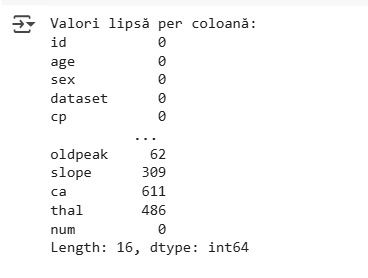 Valori lipsă per coloană:
id 0
age 0
sex 0
dataset 0
cp 0
...
oldpeak 62
slope 309
ca 611
thal 486
num 0
Length: 16, dtype: int64